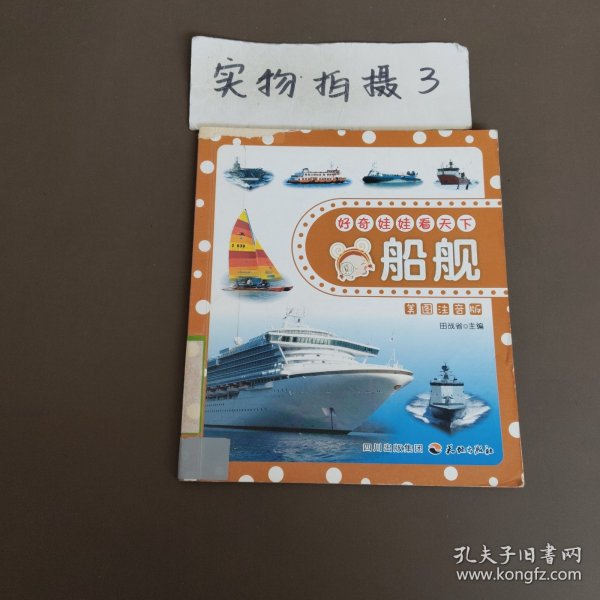 实物拍摄3
好奇娃娃看天下
船舰
美图注音版
田战省○主编
四川出版集团 天地出版社
孔夫子旧书网
www.kongfz.com